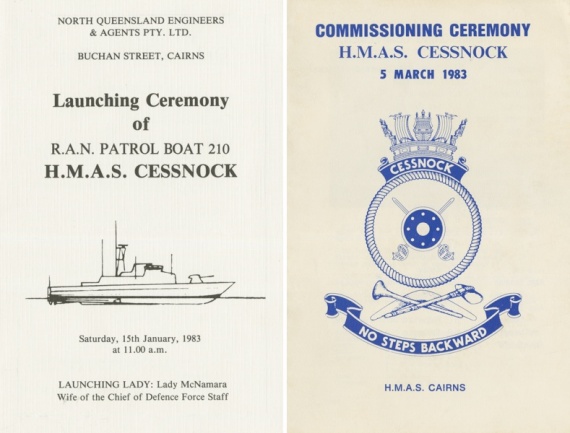 NORTH QUEENSLAND ENGINEERS
& AGENTS PTY. LTD.
BUCHAN STREET, CAIRNS
Launching Ceremony
of
R.A.N. PATROL BOAT 210
H.M.A.S. CESSNOCK
Saturday, 15th January, 1983
at 11.00 a.m.
LAUNCHING LADY: Lady McNamara
Wife of the Chief of Defence Force Staff
COMMISSIONING CEREMONY
H.M.A.S. CESSNOCK
5 MARCH 1983
CESSNOCK
NO STEPS BACKWARD
H.M.A.S. CAIRNS